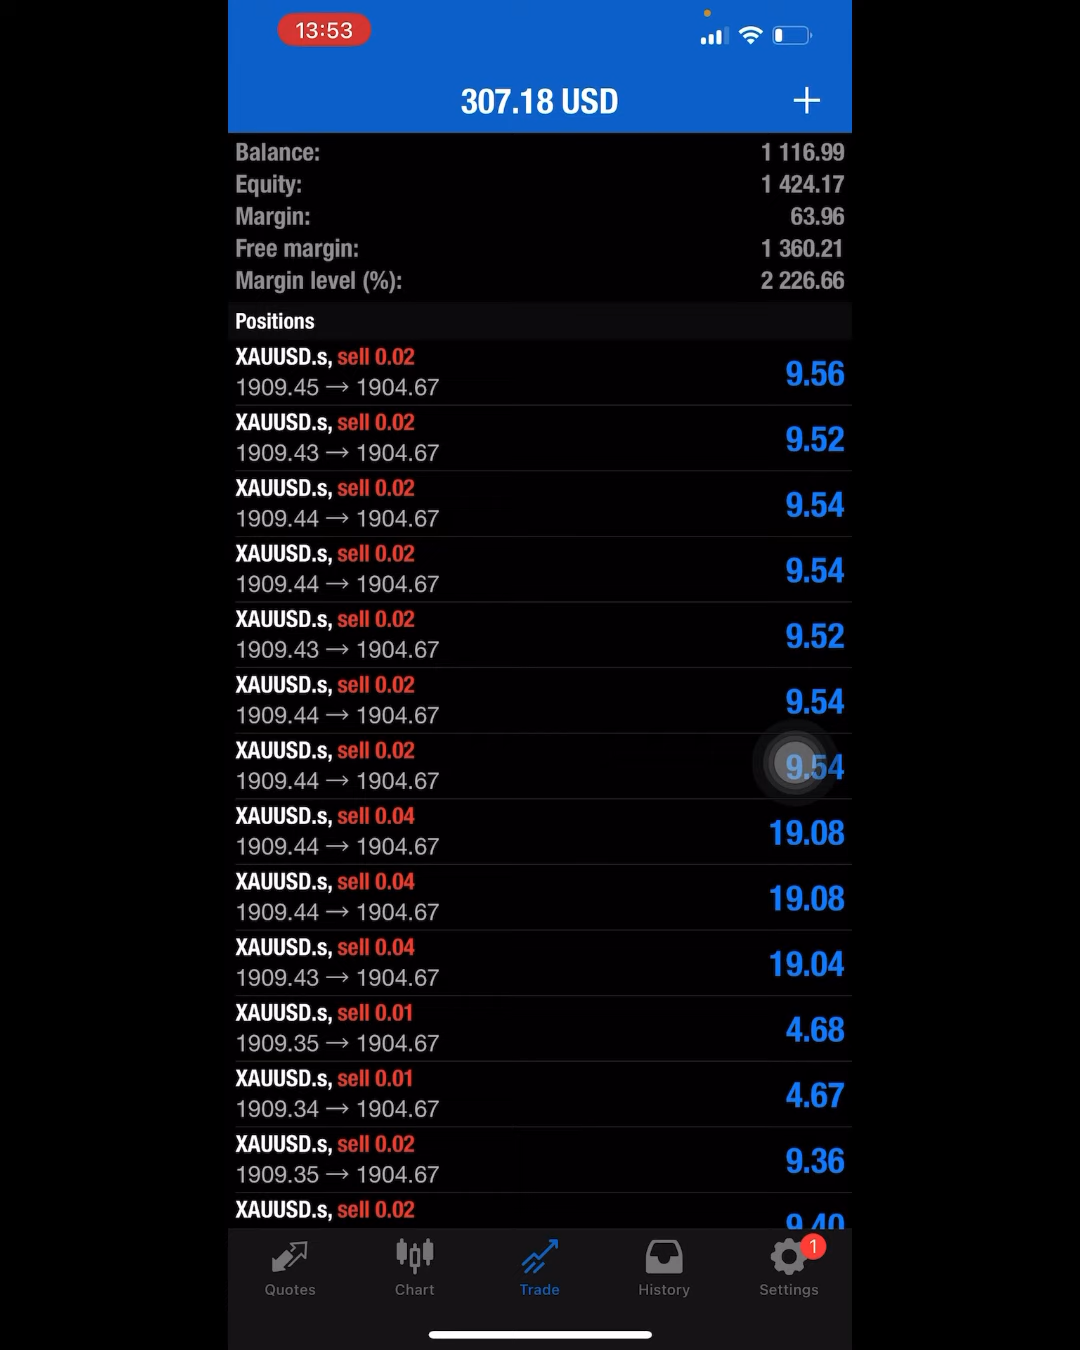 13:53
307.18 USD +
Balance: 1 116.99
Equity: 1 424.17
Margin: 63.96
Free margin: 1 360.21
Margin level (%): 2 226.66
Positions
XAUUSD.s, sell 0.02
1909.45 → 1904.67 9.56
XAUUSD.s, sell 0.02
1909.43 → 1904.67 9.52
XAUUSD.s, sell 0.02
1909.44 → 1904.67 9.54
XAUUSD.s, sell 0.02
1909.44 → 1904.67 9.54
XAUUSD.s, sell 0.02
1909.43 → 1904.67 9.52
XAUUSD.s, sell 0.02
1909.44 → 1904.67 9.54
XAUUSD.s, sell 0.02
1909.44 → 1904.67 9.54
XAUUSD.s, sell 0.04
1909.44 → 1904.67 19.08
XAUUSD.s, sell 0.04
1909.44 → 1904.67 19.08
XAUUSD.s, sell 0.04
1909.43 → 1904.67 19.04
XAUUSD.s, sell 0.01
1909.35 → 1904.67 4.68
XAUUSD.s, sell 0.01
1909.34 → 1904.67 4.67
XAUUSD.s, sell 0.02
1909.35 → 1904.67 9.36
XAUUSD.s, sell 0.02
9.40
1
Quotes Chart Trade History Settings